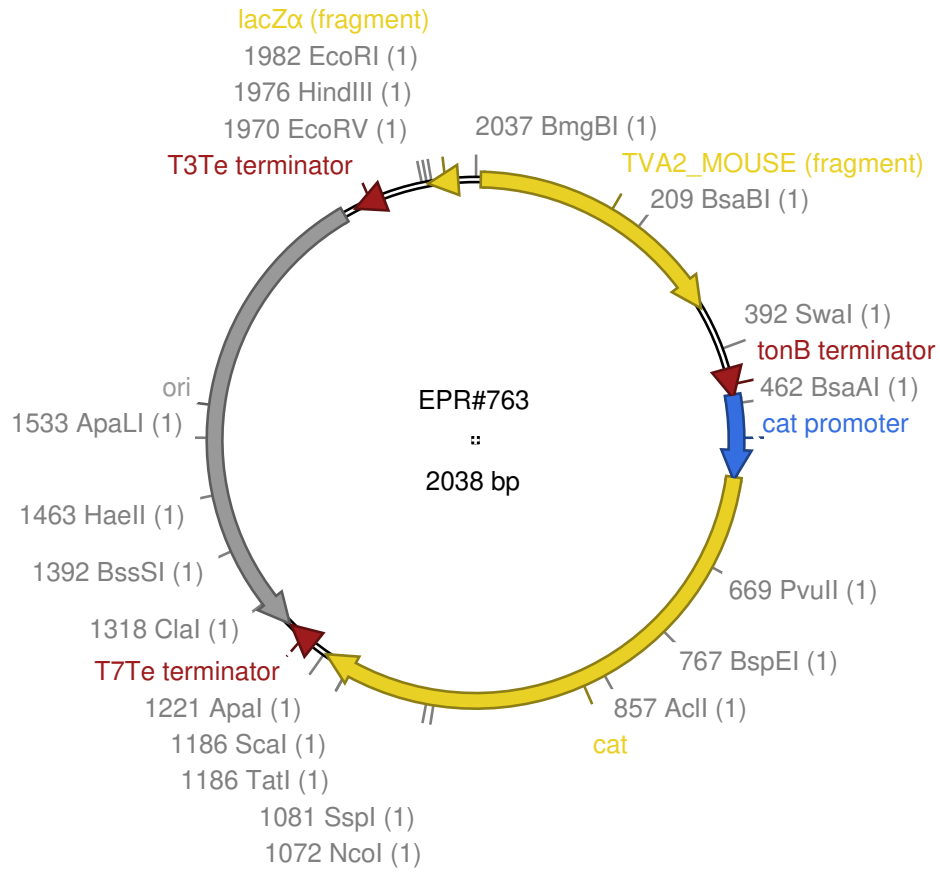 lacZα (fragment)
1982 EcoRI (1)
1976 HindIII (1)
1970 EcoRV (1)
T3Te terminator
2037 BmgBI (1)
TVA2_MOUSE (fragment)
209 BsaBI (1)
392 SwaI (1)
tonB terminator
462 BsaAI (1)
cat promoter
EPR#763
2038 bp
ori
1533 ApaLI (1)
1463 HaeII (1)
1392 BssSI (1)
1318 ClaI (1)
T7Te terminator
1221 ApaI (1)
1186 ScaI (1)
1186 TatI (1)
1081 SspI (1)
1072 NcoI (1)
669 PvuII (1)
767 BspEI (1)
857 AclI (1)
cat